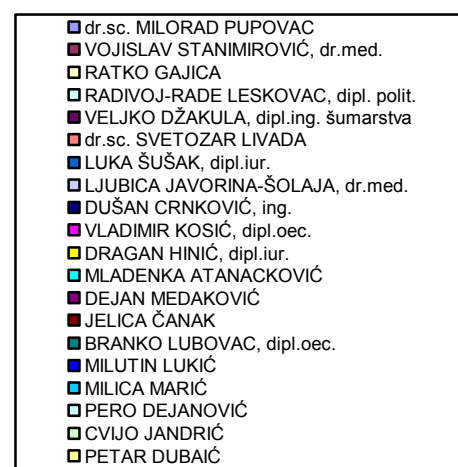 dr.sc. MILORAD PUPOVAC
VOJISLAV STANIMIROVIĆ, dr.med.
RATKO GAJICA
RADIVOJ-RADE LESKOVAC, dipl. polit.
VELJKO DŽAKULA, dipl.ing. šumarstva
dr.sc. SVETOZAR LIVADA
LUKA ŠUŠAK, dipl.iur.
LJUBICA JAVORINA-ŠOLAJA, dr.med.
DUŠAN CRNKOVIĆ, ing.
VLADIMIR KOSIĆ, dipl.oec.
DRAGAN HINIĆ, dipl.iur.
MLADENKA ATANACKOVIĆ
DEJAN MEDAKOVIĆ
JELICA ČANAK
BRANKO LUBOVAC, dipl.oec.
MILUTIN LUKIĆ
MILICA MARIĆ
PERO DEJANOVIĆ
CVIJO JANDRIĆ
PETAR DUBAIĆ